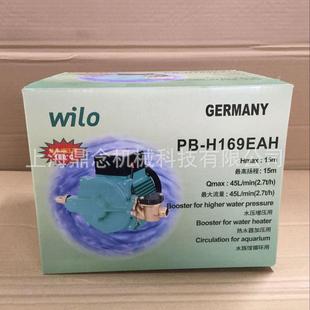 wilo
GERMANY
PB-H169EAH
上海鼎念机械科技有限公司
Hmax : 15m
最高扬程: 15m
Qmax : 45L/min(2.7t/h)
最大流量: 45L/min(2.7t/h)
Booster for higher water pressure
水压增压用
Booster for water heater
热水器加压用
Circulation for aquarium
水族馆循环用